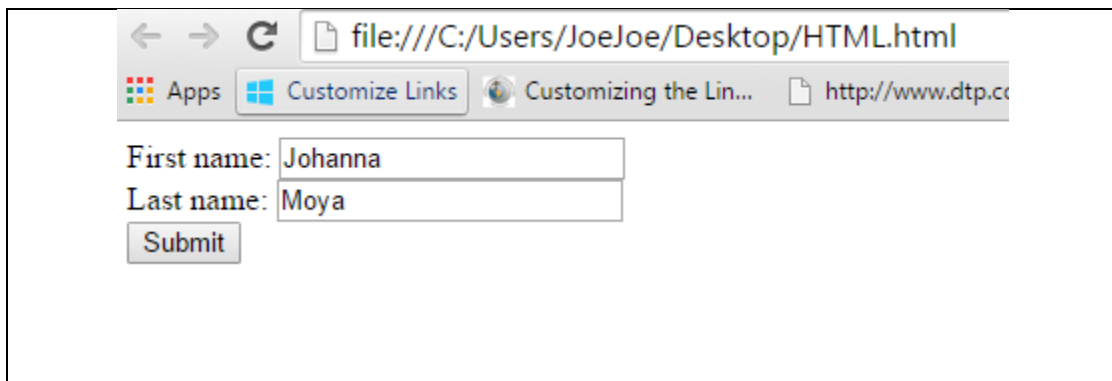 file:///C:/Users/JoeJoe/Desktop/HTML.html
Apps Customize Links Customizing the Lin... http://www.dtp.co
First name: Johanna
Last name: Moya
Submit